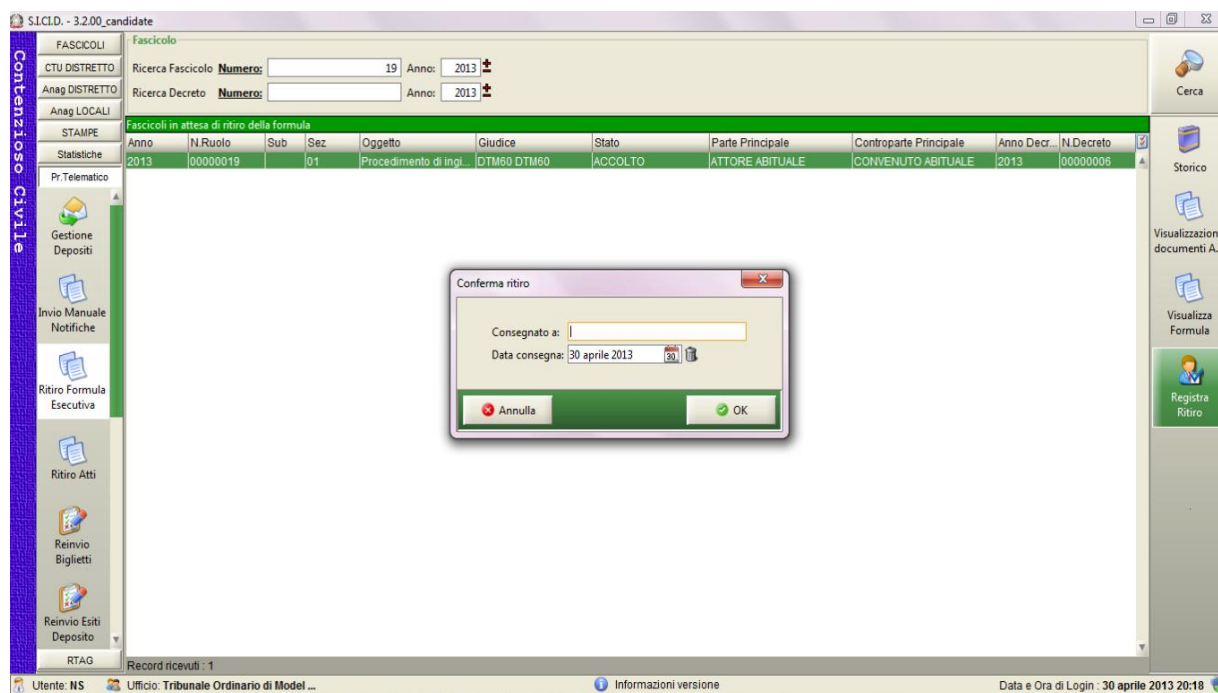 S.I.CI.D. - 3.2.00_candidate
Contenzioso Civile
FASCICOLI
CTU DISTRETTO
Anag DISTRETTO
Anag LOCALI
STAMPE
Statistiche
Pr.Telematico
Gestione
Depositi
Invio Manuale
Notifiche
Ritiro Formula
Esecutiva
Ritiro Atti
Reinvio
Biglietti
Reinvio Esiti
Deposito
RTAG
Fascicolo
Ricerca Fascicolo Numero: 19 Anno: 2013
Ricerca Decreto Numero: Anno: 2013
Fascicoli in attesa di ritiro della formula
Anno N.Ruolo Sub Sez Oggetto Giudice Stato Parte Principale Controparte Principale Anno Decr... N.Decreto
2013 00000019 01 Procedimento di ingi... DTM60 DTM60 ACCOLTO ATTORE ABITUALE CONVENUTO ABITUALE 2013 00000006
Conferma ritiro
Consegnato a:
Data consegna: 30 aprile 2013 30
Annulla OK
Record ricevuti : 1
Cerca
Storico
Visualizzazion
documenti A.
Visualizza
Formula
Registra
Ritiro
Utente: NS Ufficio: Tribunale Ordinario di Model ... Informazioni versione Data e Ora di Login : 30 aprile 2013 20:18